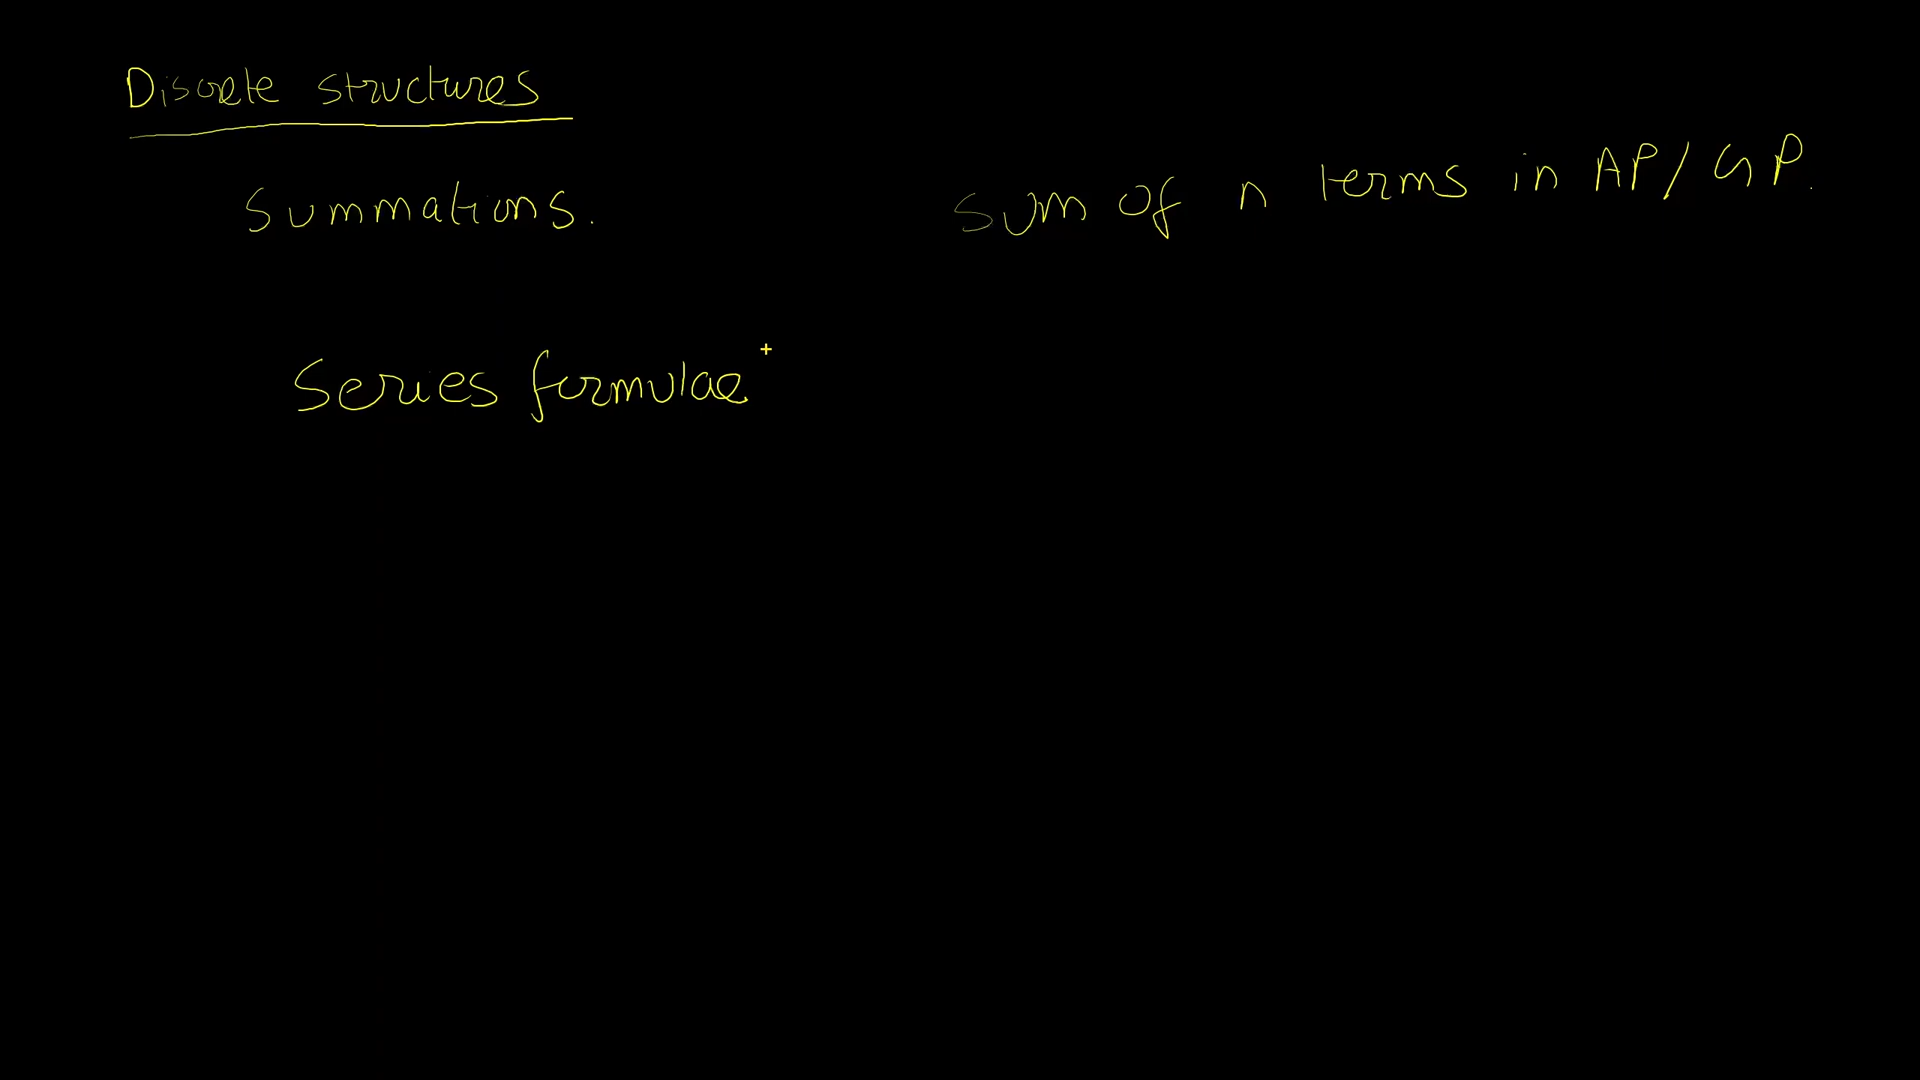 Discrete structures
summations.
sum of n terms in AP/GP.
Series formulae